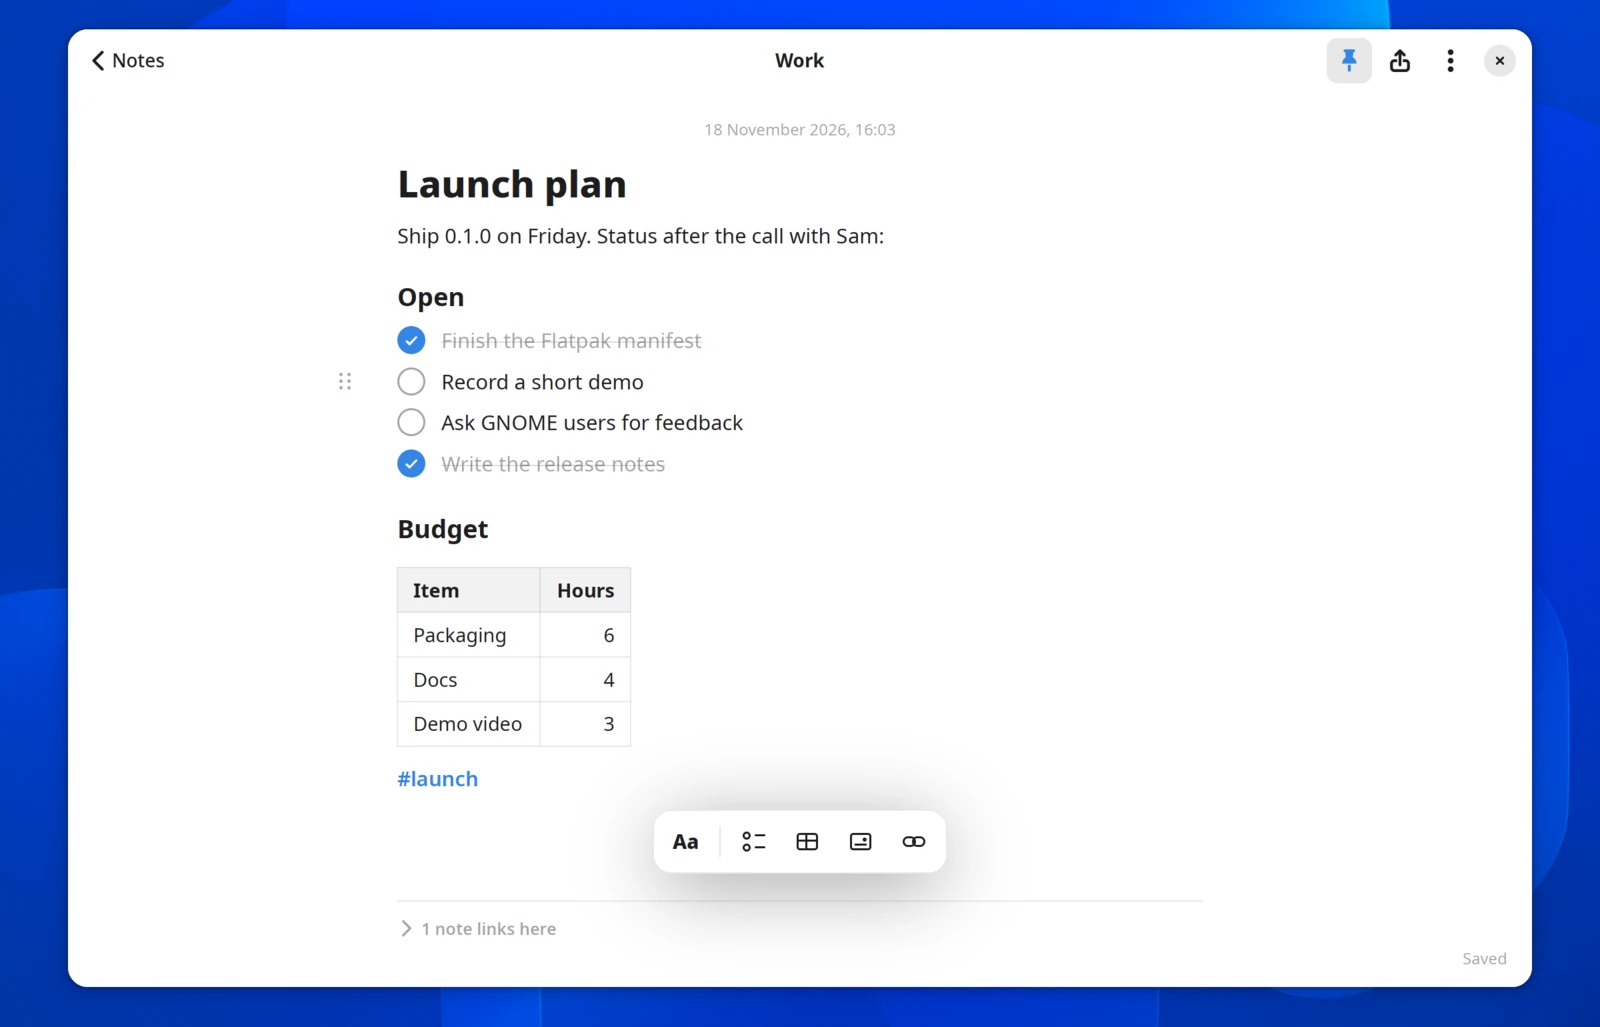 Notes
Work
18 November 2026, 16:03
Launch plan
Ship 0.1.0 on Friday. Status after the call with Sam:
Open
Finish the Flatpak manifest
Record a short demo
Ask GNOME users for feedback
Write the release notes
Budget
Item Hours
Packaging 6
Docs 4
Demo video 3
#launch
Aa
1 note links here
Saved